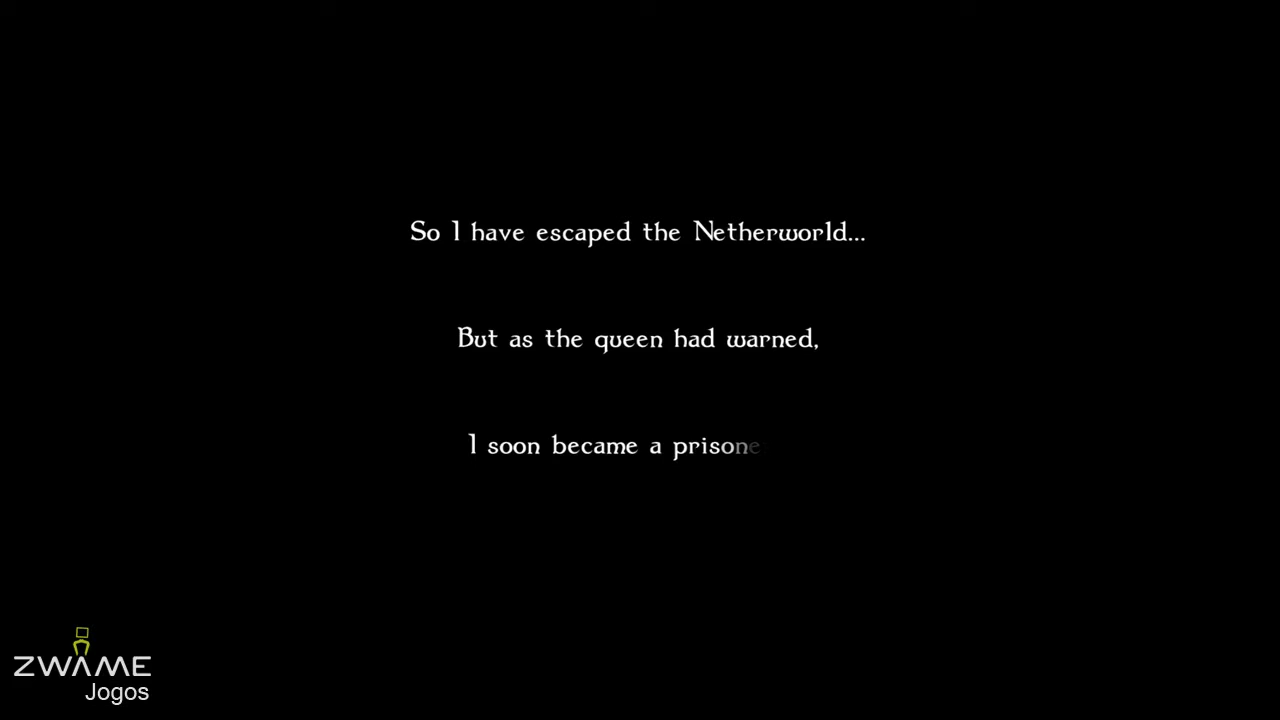 So I have escaped the Netherworld...
But as the queen had warned,
I soon became a prisone
ZWAME
Jogos